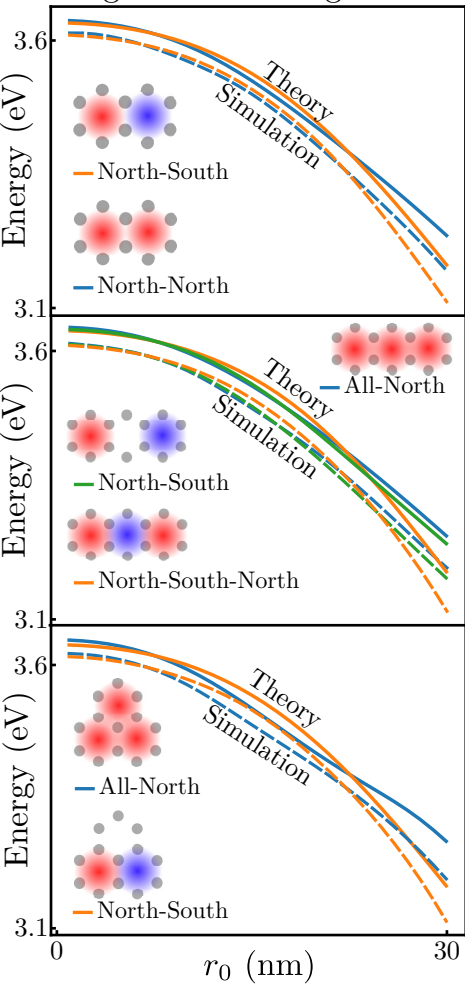 3.6
Theory
Simulation
North-South
North-North
Energy (eV)
3.1
3.6
All-North
Theory
Simulation
North-South
North-South-North
Energy (eV)
3.1
3.6
Theory
Simulation
All-North
North-South
Energy (eV)
3.1
0
30
r₀ (nm)